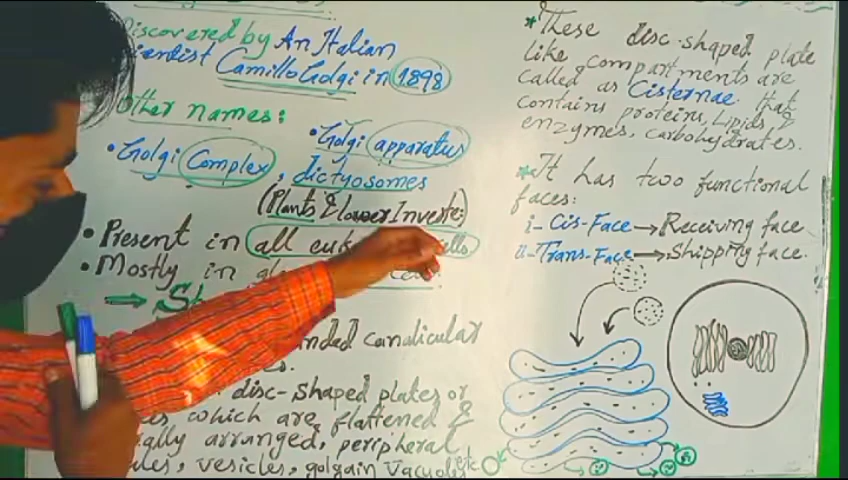 Discovered by An Italian
Scientist Camillo Golgi in 1898
Other names:
• Golgi apparatus
• Golgi Complex, dictyosomes
(Plants & lower Inverte:)
• Present in all
• Mostly in
canalicular
disc-shaped plates or
which are flattened &
arranged, peripheral
vesicles, golgain vacuoles etc
*These disc-shaped plate
like compartments are
called as Cisternae. that
contains proteins, Lipids,
enzymes, carbohydrates.
*It has two functional
faces:
i- Cis-Face → Receiving face
ii- Trans-Face → Shipping face.